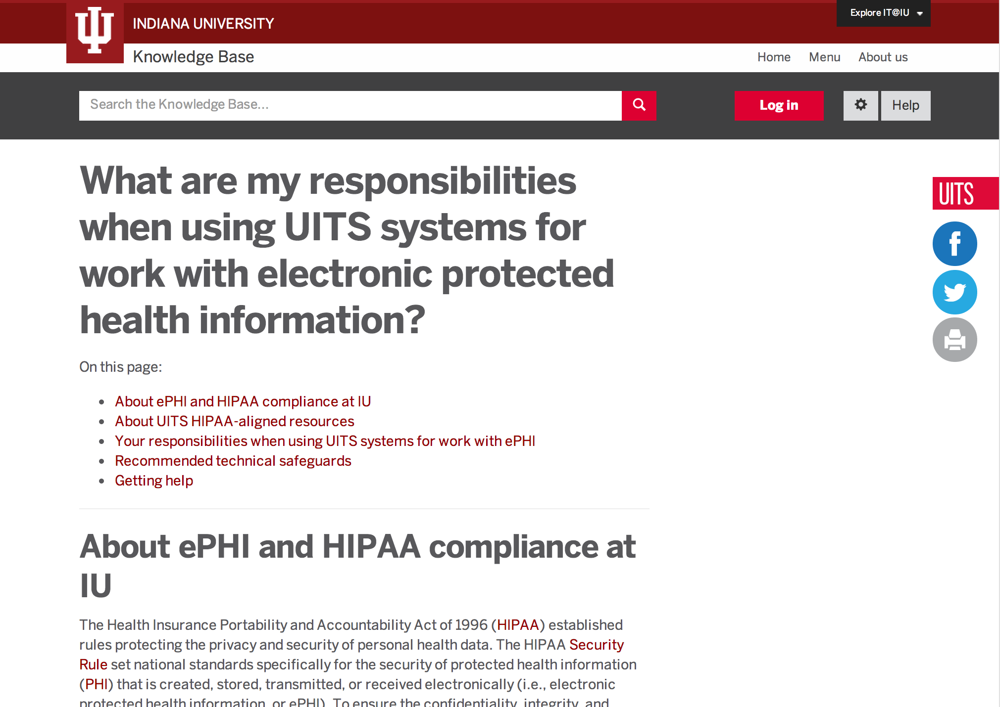 INDIANA UNIVERSITY
Explore IT@IU
Knowledge Base
Home Menu About us
Search the Knowledge Base...
Log in
Help
What are my responsibilities
when using UITS systems for
work with electronic protected
health information?
UITS
On this page:
About ePHI and HIPAA compliance at IU
About UITS HIPAA-aligned resources
Your responsibilities when using UITS systems for work with ePHI
Recommended technical safeguards
Getting help
About ePHI and HIPAA compliance at
IU
The Health Insurance Portability and Accountability Act of 1996 (HIPAA) established
rules protecting the privacy and security of personal health data. The HIPAA Security
Rule set national standards specifically for the security of protected health information
(PHI) that is created, stored, transmitted, or received electronically (i.e., electronic
protected health information, or ePHI). To ensure the confidentiality, integrity, and